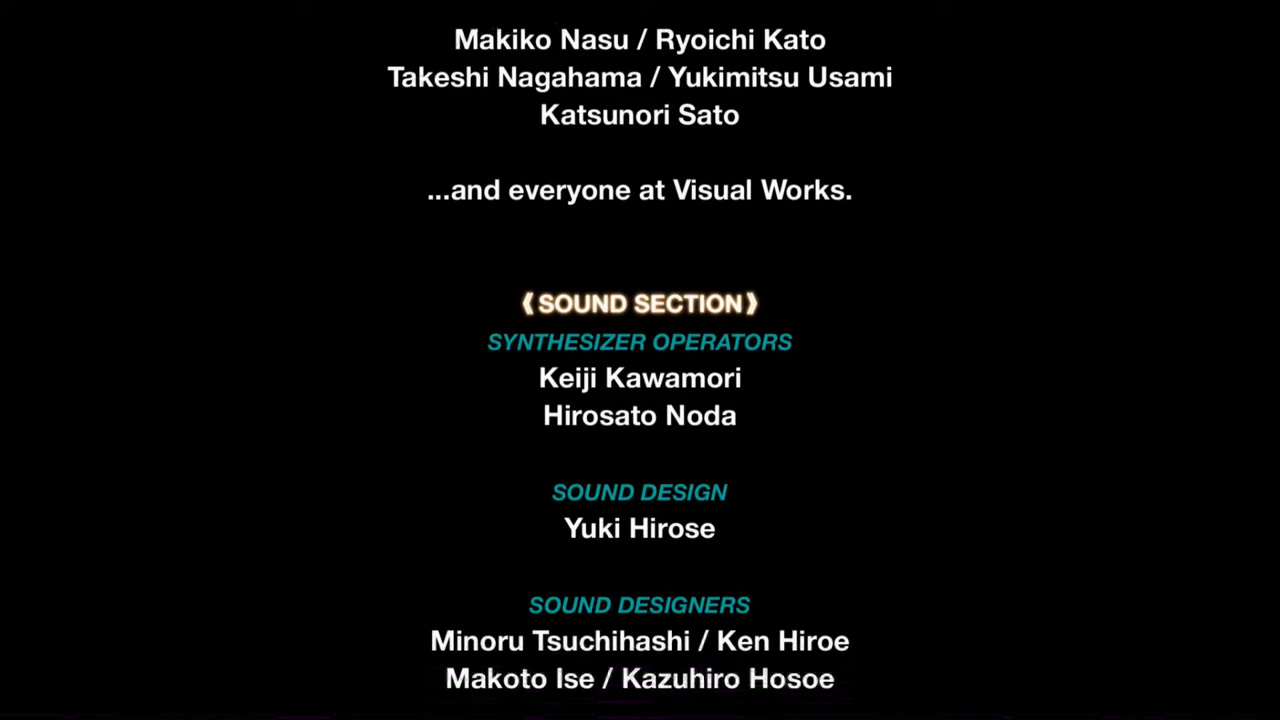 Makiko Nasu / Ryoichi Kato
Takeshi Nagahama / Yukimitsu Usami
Katsunori Sato
...and everyone at Visual Works.
《SOUND SECTION》
SYNTHESIZER OPERATORS
Keiji Kawamori
Hirosato Noda
SOUND DESIGN
Yuki Hirose
SOUND DESIGNERS
Minoru Tsuchihashi / Ken Hiroe
Makoto Ise / Kazuhiro Hosoe